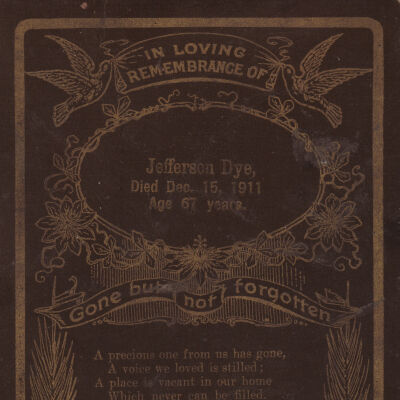 IN LOVING
REMEMBRANCE OF
Jefferson Dye,
Died Dec. 15, 1911
Age 67 years.
Gone but not forgotten
A precious one from us has gone,
A voice we loved is stilled;
A place is vacant in our home
Which never can be filled.